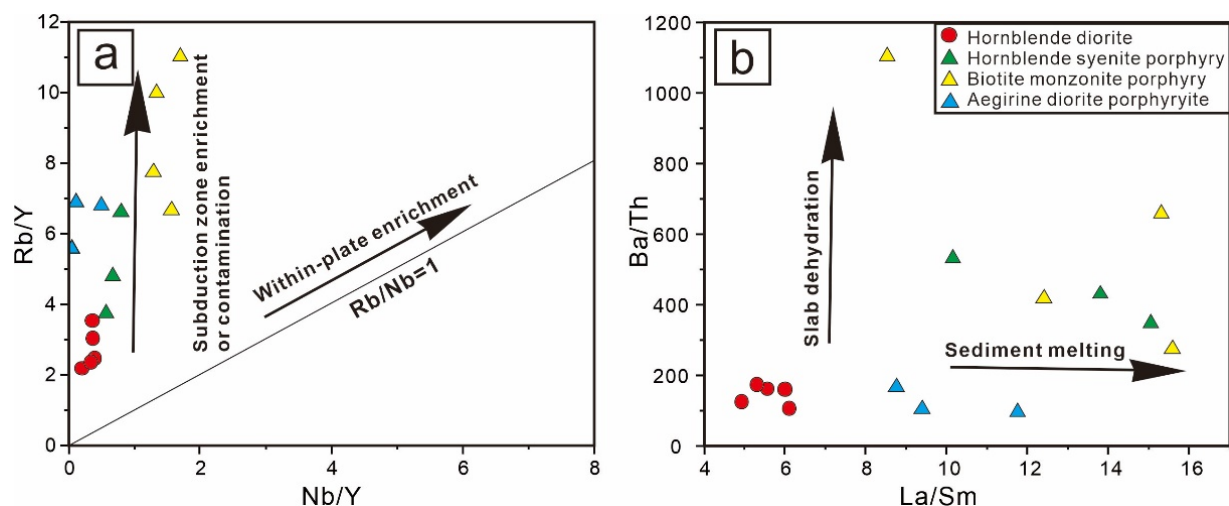 a
12
10
8
6
4
2
0
Rb/Y
0
2
4
6
8
Nb/Y
Subduction zone enrichment
or contamination
Within-plate enrichment
Rb/Nb=1
b
1200
1000
800
600
400
200
0
Ba/Th
4
6
8
10
12
14
16
La/Sm
Hornblende diorite
Hornblende syenite porphyry
Biotite monzonite porphyry
Aegirine diorite porphyryite
Slab dehydration
Sediment melting